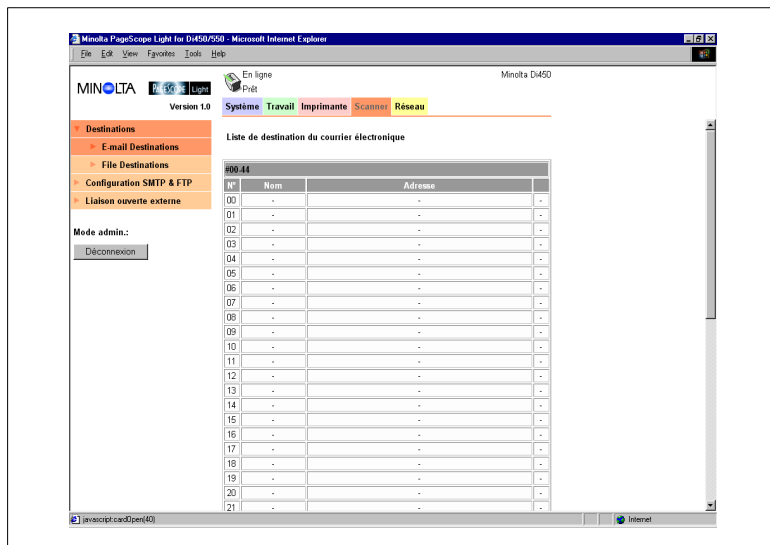 Minolta PageScope Light for Di450/550 - Microsoft Internet Explorer
File Edit View Favorites Tools Help
MINOLTA PAGESCOPE Light
Version 1.0
En ligne
Prêt
Minolta Di450
Système Travail Imprimante Scanner Réseau
Destinations
E-mail Destinations
File Destinations
Configuration SMTP & FTP
Liaison ouverte externe
Mode admin.:
Déconnexion
Liste de destination du courrier électronique
#00-44
N° Nom Adresse
00 - - -
01 - - -
02 - - -
03 - - -
04 - - -
05 - - -
06 - - -
07 - - -
08 - - -
09 - - -
10 - - -
11 - - -
12 - - -
13 - - -
14 - - -
15 - - -
16 - - -
17 - - -
18 - - -
19 - - -
20 - - -
21 - - -
javascript:cardOpen(40)
Internet